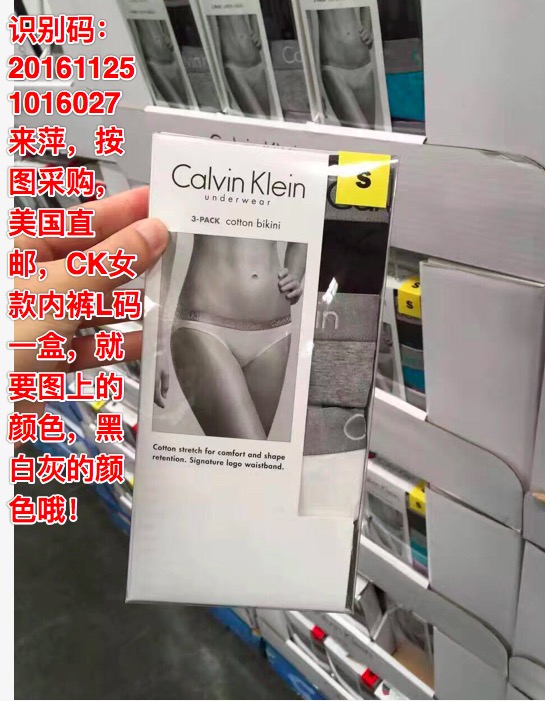 识别码：
20161125
1016027
来萍，按
图采购，
美国直
邮，CK女
款内裤L码
一盒，就
要图上的
颜色，黑
白灰的颜
色哦！
S
Calvin Klein
underwear
3-PACK cotton bikini
in
Cotton stretch for comfort and shape
retention. Signature logo waistband.
S
S